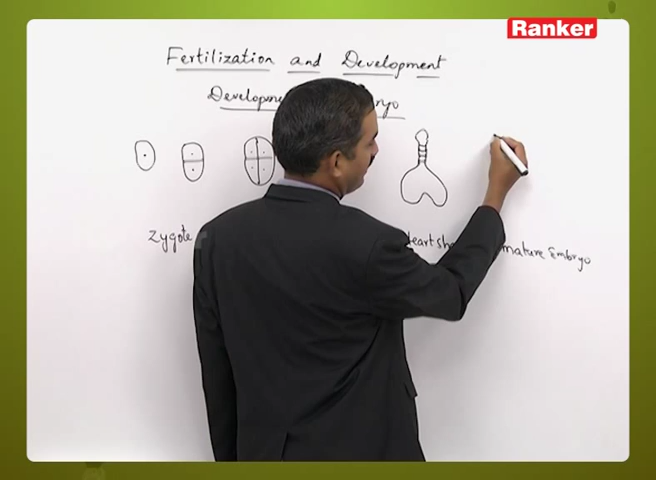 Ranker
Fertilization and Development
Zygote
mature Embryo